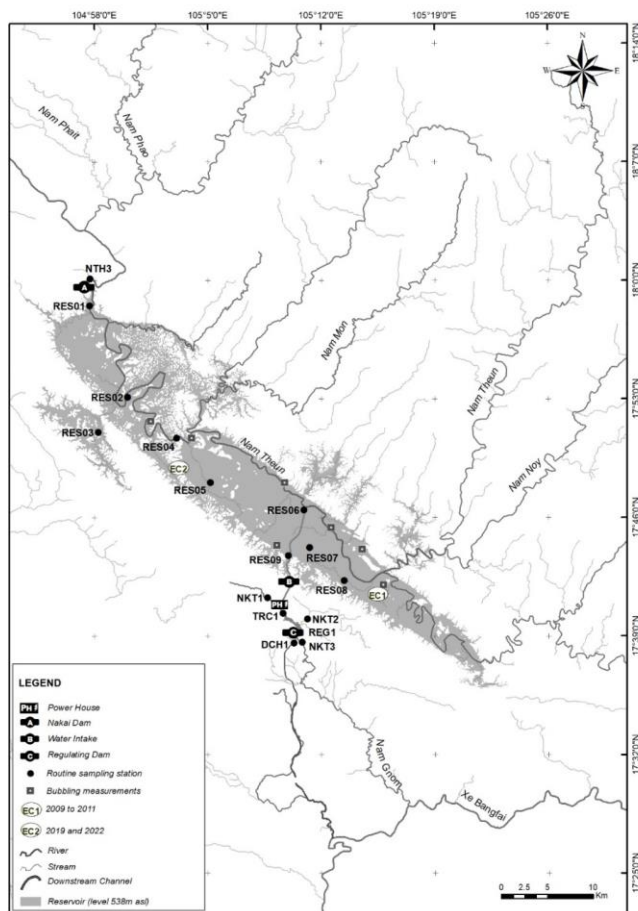 104°58'0"E 105°5'0"E 105°12'0"E 105°19'0"E 105°26'0"E
18°14'0"N
N
W E
S
Nam Phait
Nam Phao
18°7'0"N
NTH3
A
18°0'0"N
RES01
Nam Mon
Nam Theun
RES02
17°53'0"N
RES03
RES04
Nam Theun
EC2
RES05
Nam Noy
RES06
17°46'0"N
RES09
RES07
B
RES08
EC1
NKT1
PH
TRC1
NKT2
C
REG1
17°39'0"N
DCH1
NKT3
LEGEND
PH Power House
A Nakai Dam
B Water Intake
C Regulating Dam
Routine sampling station
Bubbling measurements
EC1 2009 to 2011
EC2 2019 and 2022
River
Stream
Downstream Channel
Reservoir (level 538m asl)
17°32'0"N
Nam Gnom
Xe Bangfai
17°25'0"N
0 2.5 5 10
Km